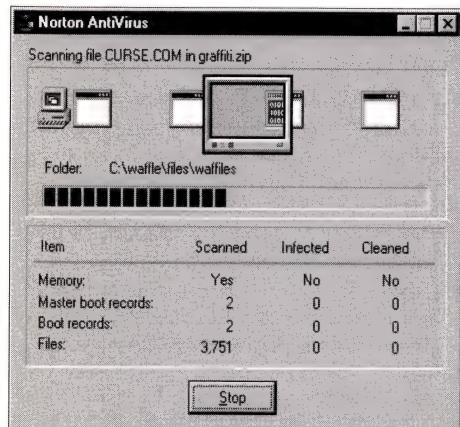 Norton AntiVirus
Scanning file CURSE.COM in graffiti.zip
Folder: C:\waffle\files\waffiles
Item Scanned Infected Cleaned
Memory: Yes No No
Master boot records: 2 0 0
Boot records: 2 0 0
Files: 3,751 0 0
Stop